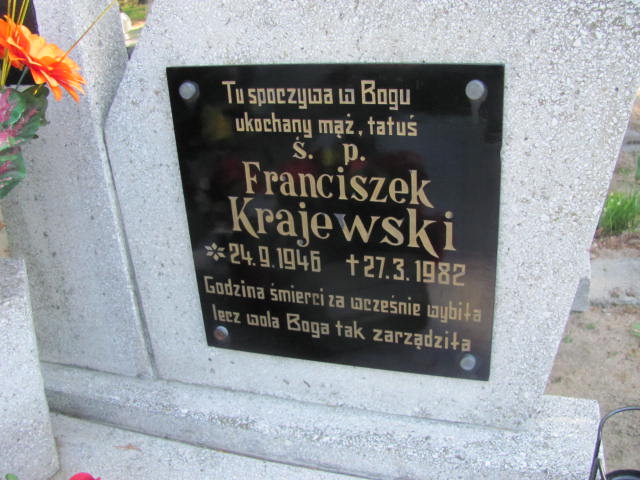 Tu spoczywa w Bogu
ukochany mąż, tatuś
ś. p.
Franciszek
Krajewski
* 24.9.1946 † 27.3.1982
Godzina śmierci za wcześnie wybiła
lecz wola Boga tak zarządziła